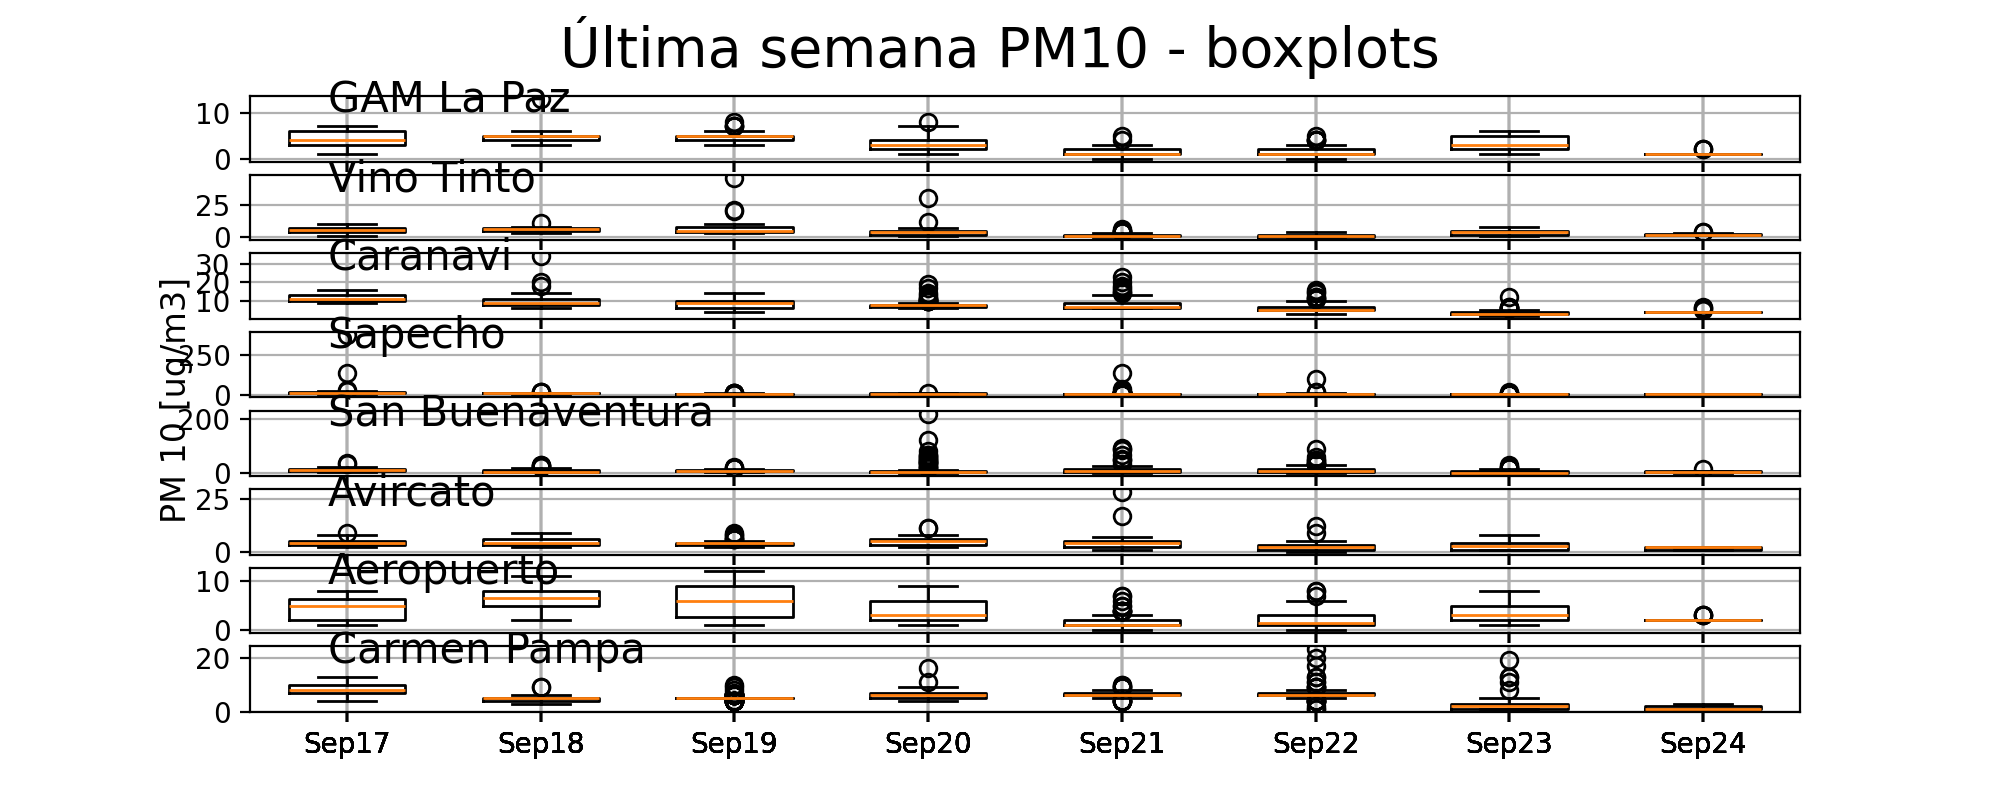 Última semana PM10 - boxplots
GAM La Paz
10
0
Vino Tinto
25
0
Caranavi
30
20
10
Sapecho
250
0
San Buenaventura
200
0
Avircato
25
0
Aeropuerto
10
0
Carmen Pampa
20
0
PM 10 [ug/m3]
Sep17 Sep18 Sep19 Sep20 Sep21 Sep22 Sep23 Sep24